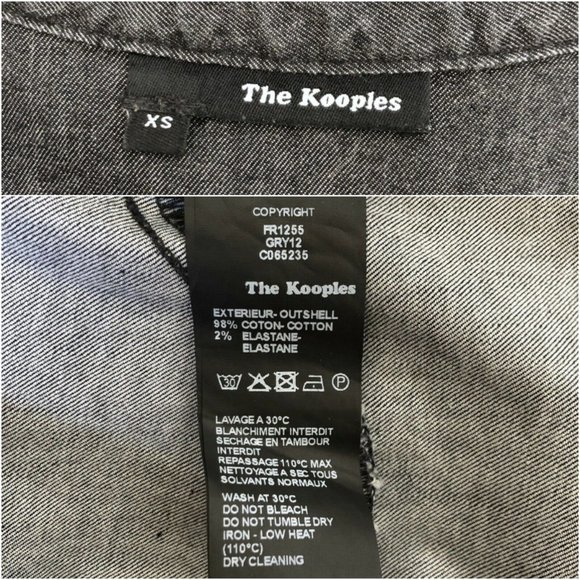 The Kooples
XS
COPYRIGHT
FR1255
GRY12
C065235
The Kooples
EXTERIEUR- OUTSHELL
98% COTON- COTTON
2% ELASTANE-
ELASTANE
30 P
LAVAGE A 30°C
BLANCHIMENT INTERDIT
SECHAGE EN TAMBOUR
INTERDIT
REPASSAGE 110°C MAX
NETTOYAGE A SEC TOUS
SOLVANTS NORMAUX
WASH AT 30°C
DO NOT BLEACH
DO NOT TUMBLE DRY
IRON - LOW HEAT
(110°C)
DRY CLEANING